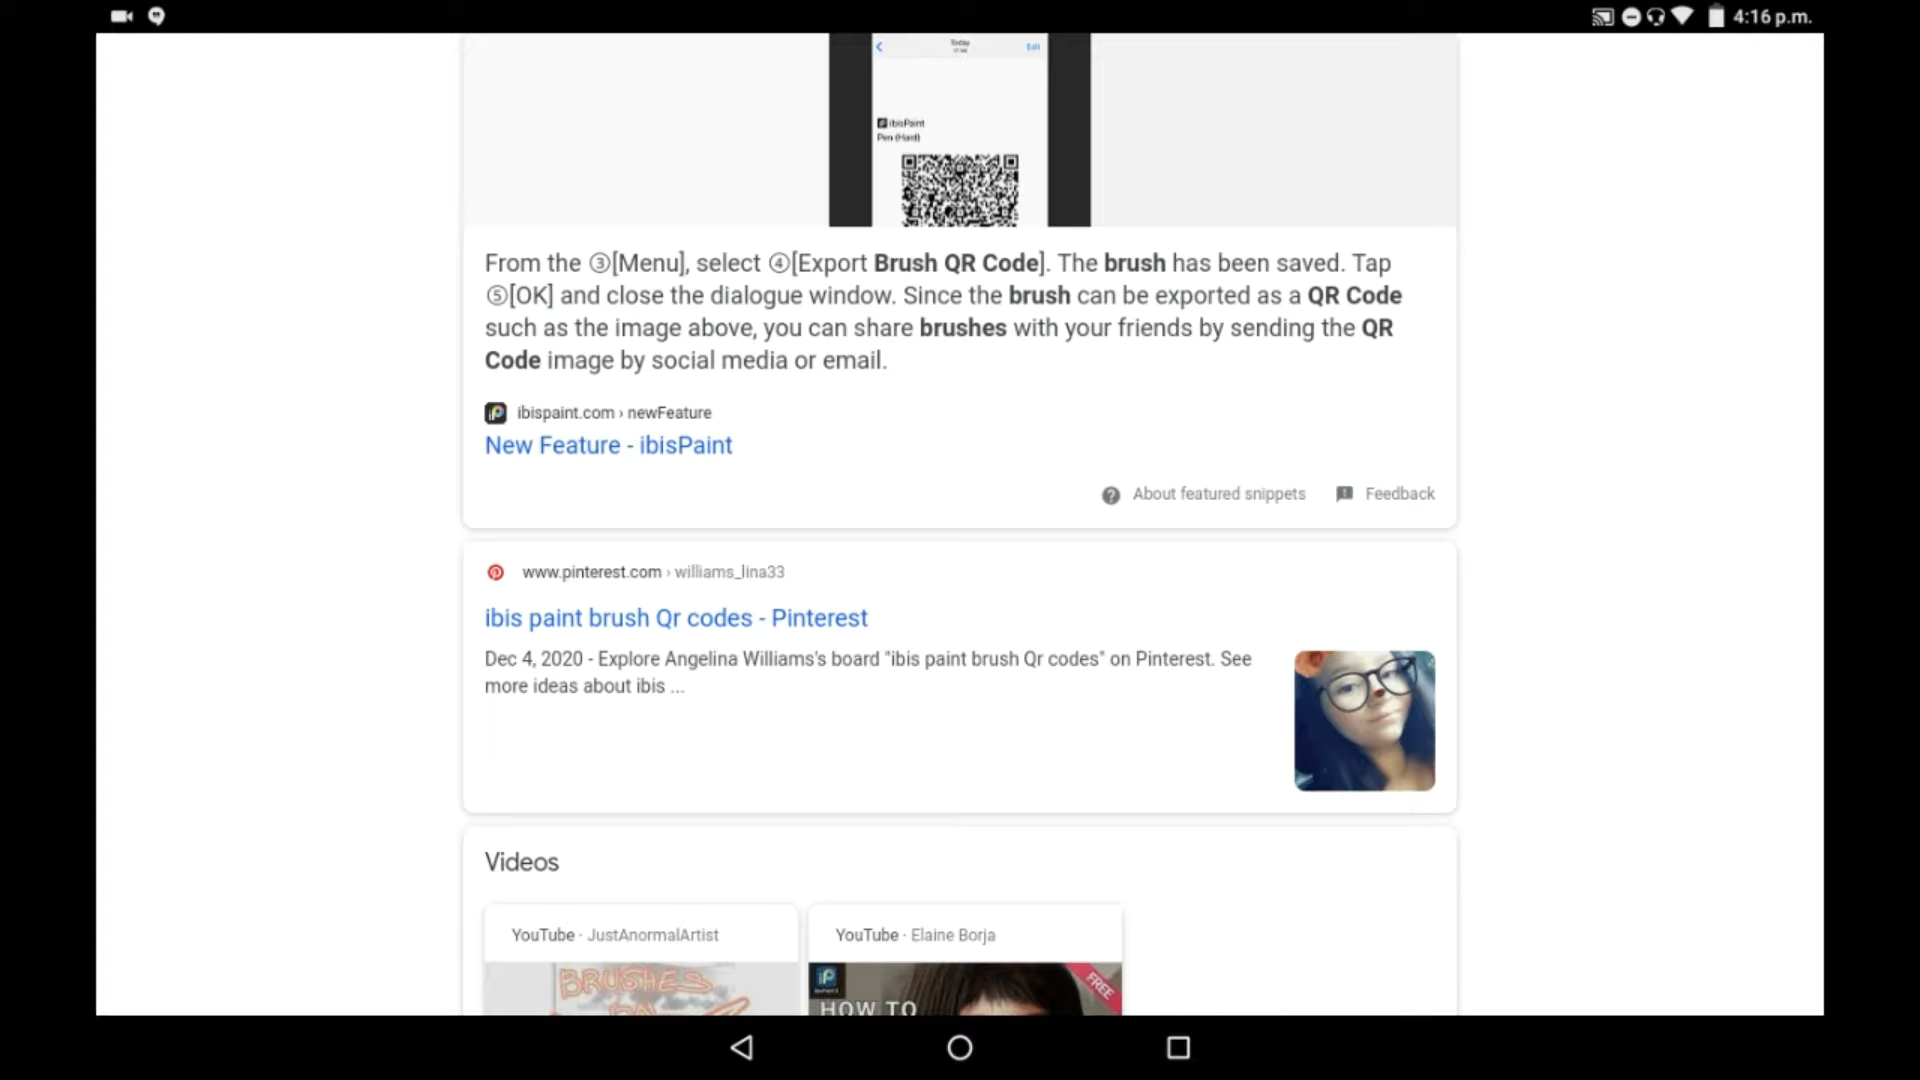 4:16 p.m.
Today
Edit
ibisPaint
Pen (Hard)
From the ③[Menu], select ④[Export Brush QR Code]. The brush has been saved. Tap
⑤[OK] and close the dialogue window. Since the brush can be exported as a QR Code
such as the image above, you can share brushes with your friends by sending the QR
Code image by social media or email.
ibispaint.com › newFeature
New Feature - ibisPaint
About featured snippets
Feedback
www.pinterest.com › williams_lina33
ibis paint brush Qr codes - Pinterest
Dec 4, 2020 - Explore Angelina Williams's board "ibis paint brush Qr codes" on Pinterest. See
more ideas about ibis ...
Videos
YouTube · JustAnormalArtist
YouTube · Elaine Borja
BRUSHES
FREE
HOW TO